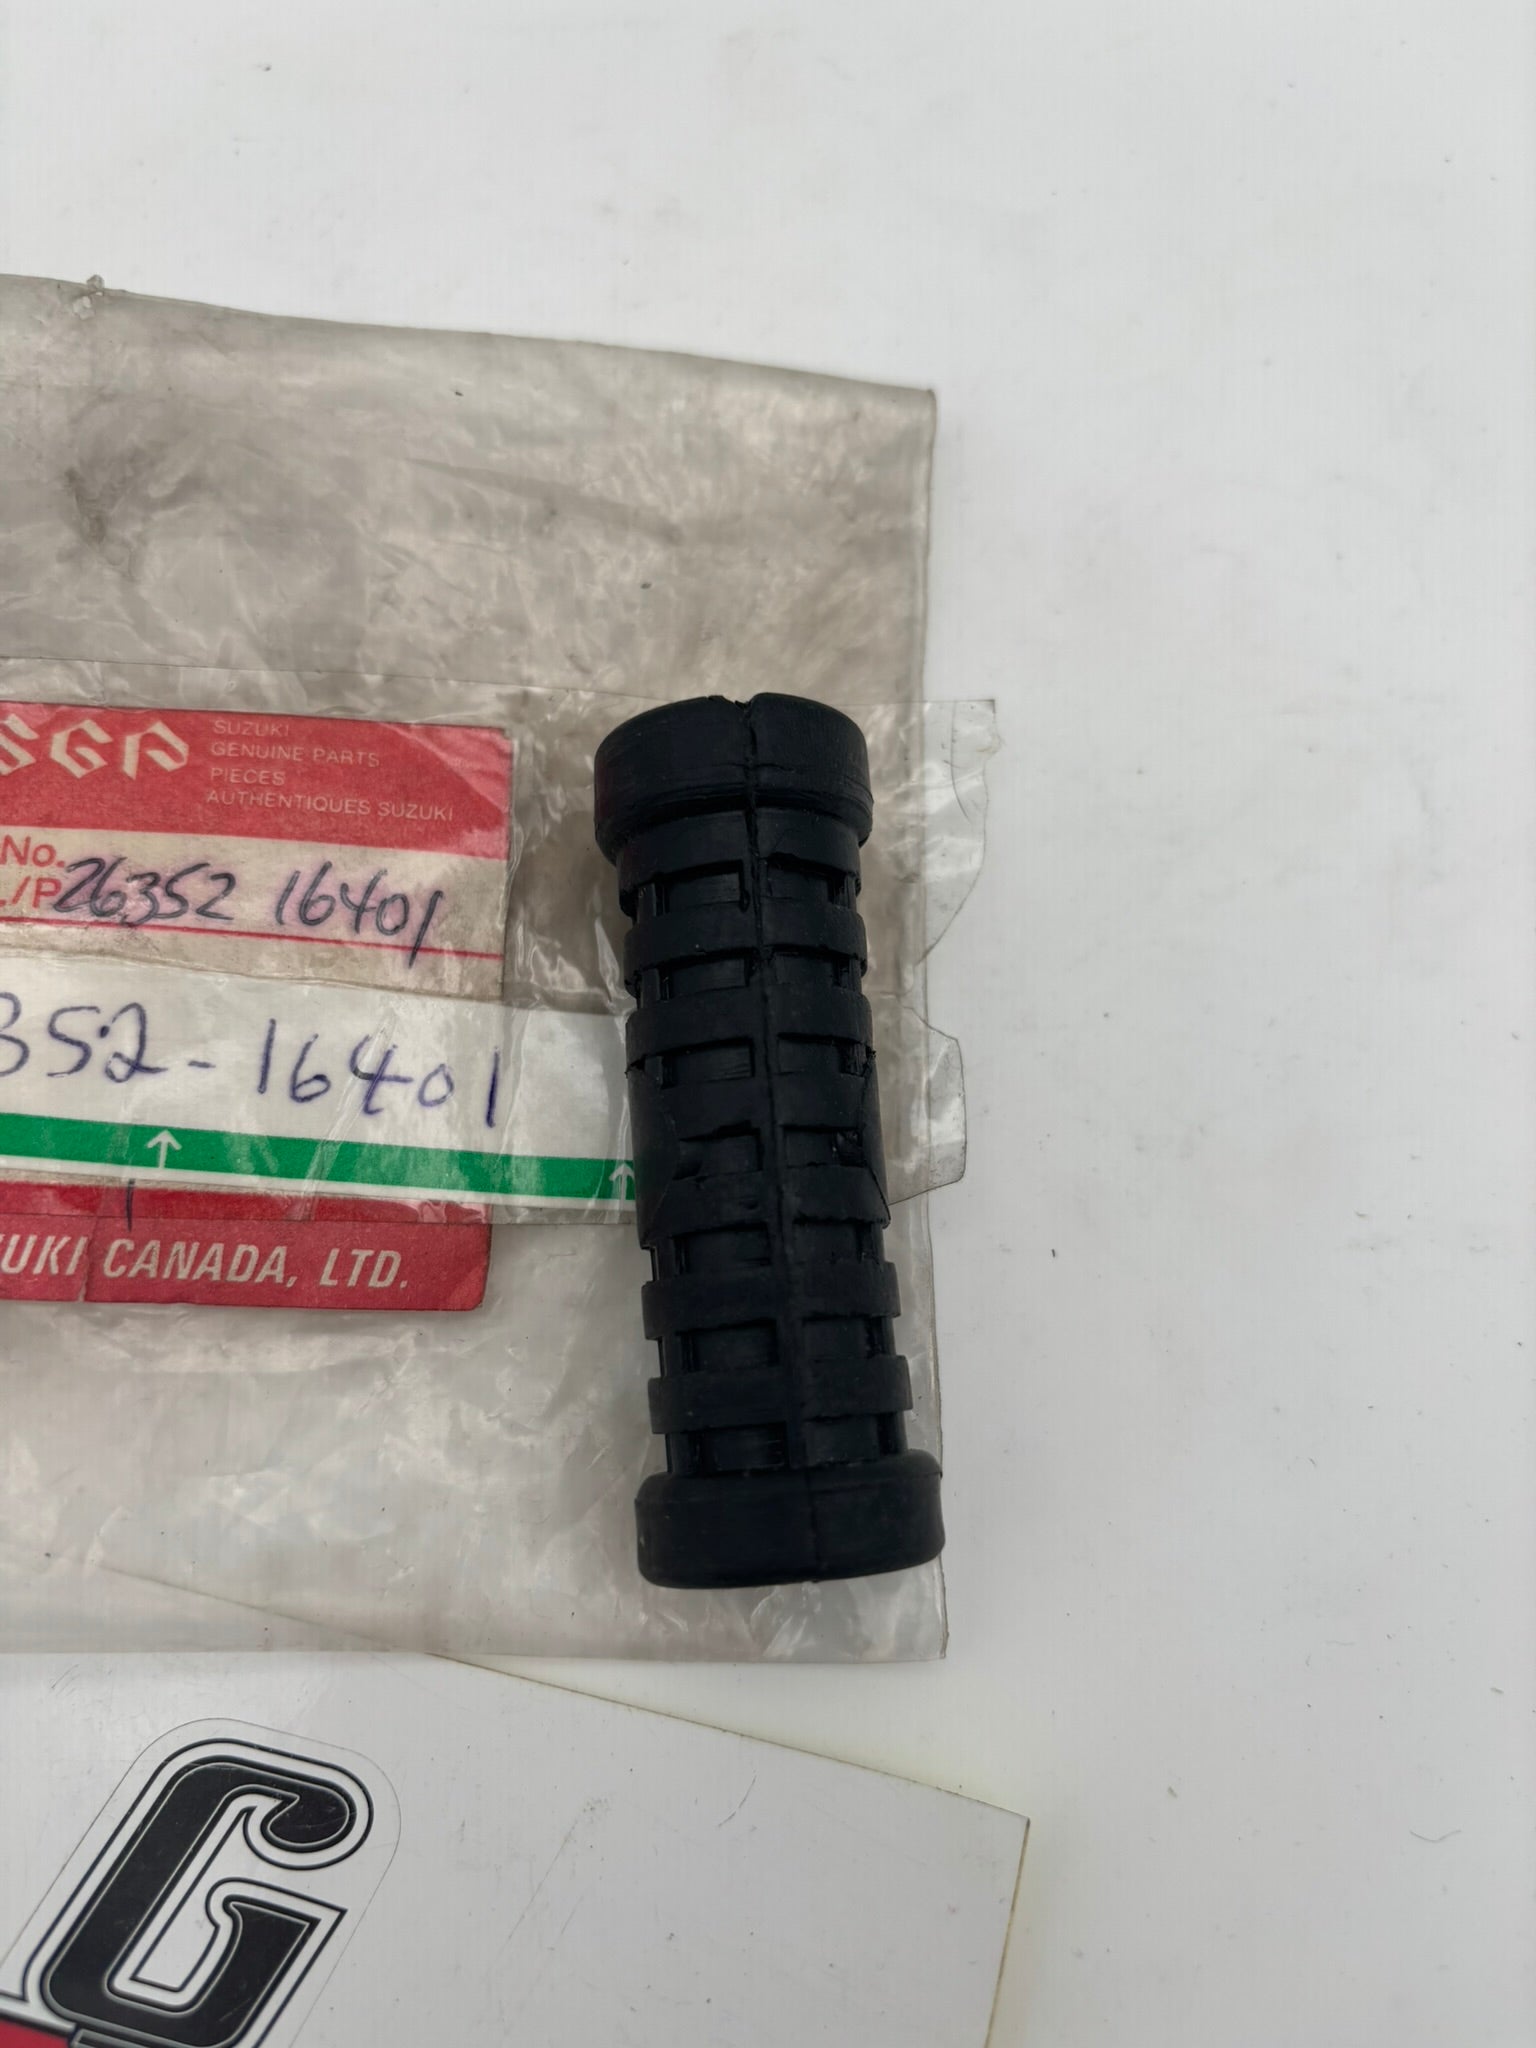 SGP
SUZUKI
GENUINE PARTS
PIECES
AUTHENTIQUES SUZUKI
No.
/P 26352 16401
352-16401
UKI CANADA, LTD.
G